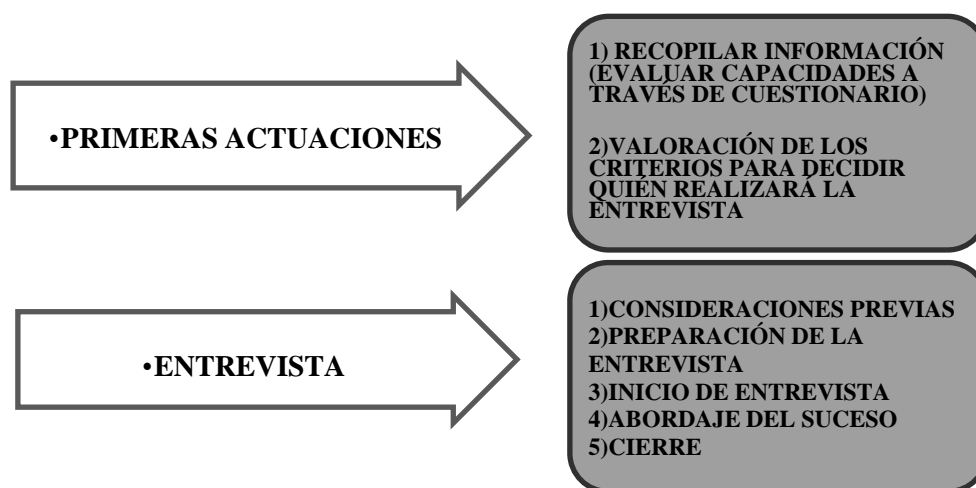 •PRIMERAS ACTUACIONES
1) RECOPILAR INFORMACIÓN
(EVALUAR CAPACIDADES A
TRAVÉS DE CUESTIONARIO)
2)VALORACIÓN DE LOS
CRITERIOS PARA DECIDIR
QUIÉN REALIZARÁ LA
ENTREVISTA
•ENTREVISTA
1)CONSIDERACIONES PREVIAS
2)PREPARACIÓN DE LA
ENTREVISTA
3)INICIO DE ENTREVISTA
4)ABORDAJE DEL SUCESO
5)CIERRE